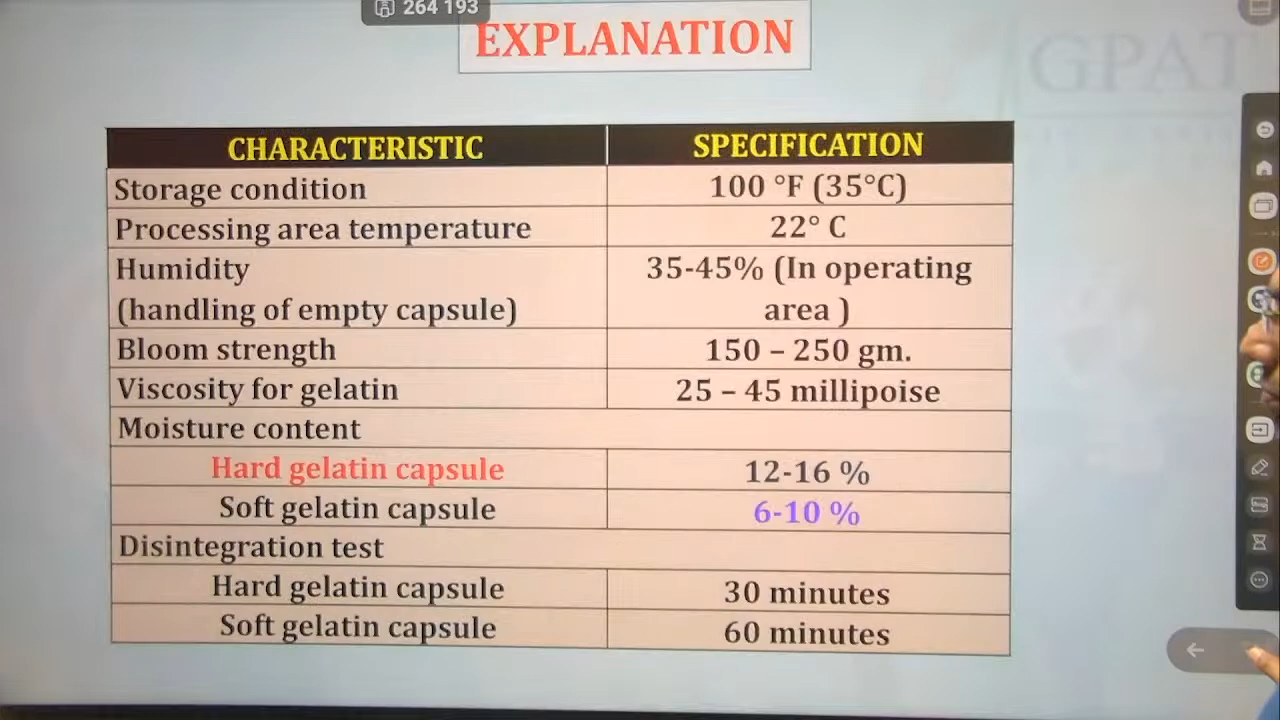 264 193
EXPLANATION
GPAT
CHARACTERISTIC SPECIFICATION
Storage condition 100 °F (35°C)
Processing area temperature 22° C
Humidity 35-45% (In operating
(handling of empty capsule) area )
Bloom strength 150 – 250 gm.
Viscosity for gelatin 25 – 45 millipoise
Moisture content
Hard gelatin capsule 12-16 %
Soft gelatin capsule 6-10 %
Disintegration test
Hard gelatin capsule 30 minutes
Soft gelatin capsule 60 minutes